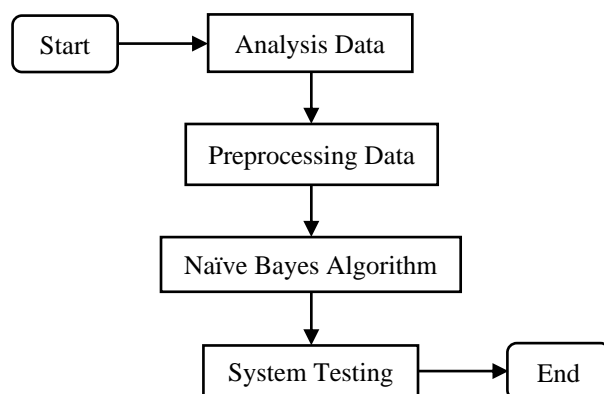 Start
Analysis Data
Preprocessing Data
Naïve Bayes Algorithm
System Testing
End